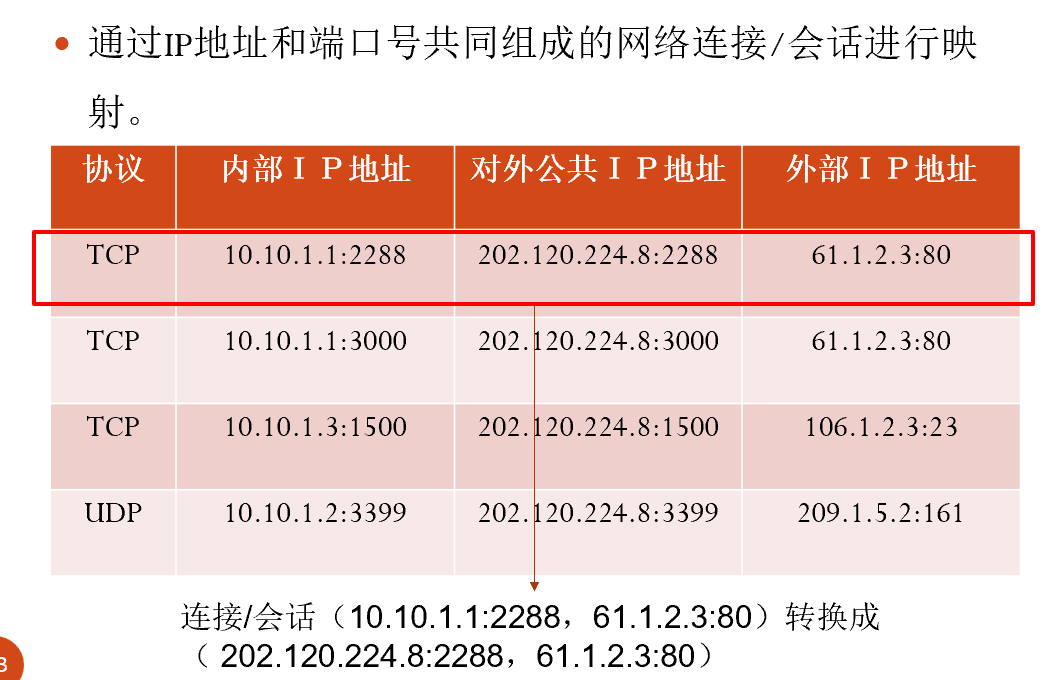 • 通过IP地址和端口号共同组成的网络连接/会话进行映
射。
协议 内部ＩＰ地址 对外公共ＩＰ地址 外部ＩＰ地址
TCP 10.10.1.1:2288 202.120.224.8:2288 61.1.2.3:80
TCP 10.10.1.1:3000 202.120.224.8:3000 61.1.2.3:80
TCP 10.10.1.3:1500 202.120.224.8:1500 106.1.2.3:23
UDP 10.10.1.2:3399 202.120.224.8:3399 209.1.5.2:161
连接/会话（10.10.1.1:2288，61.1.2.3:80）转换成
（ 202.120.224.8:2288，61.1.2.3:80）